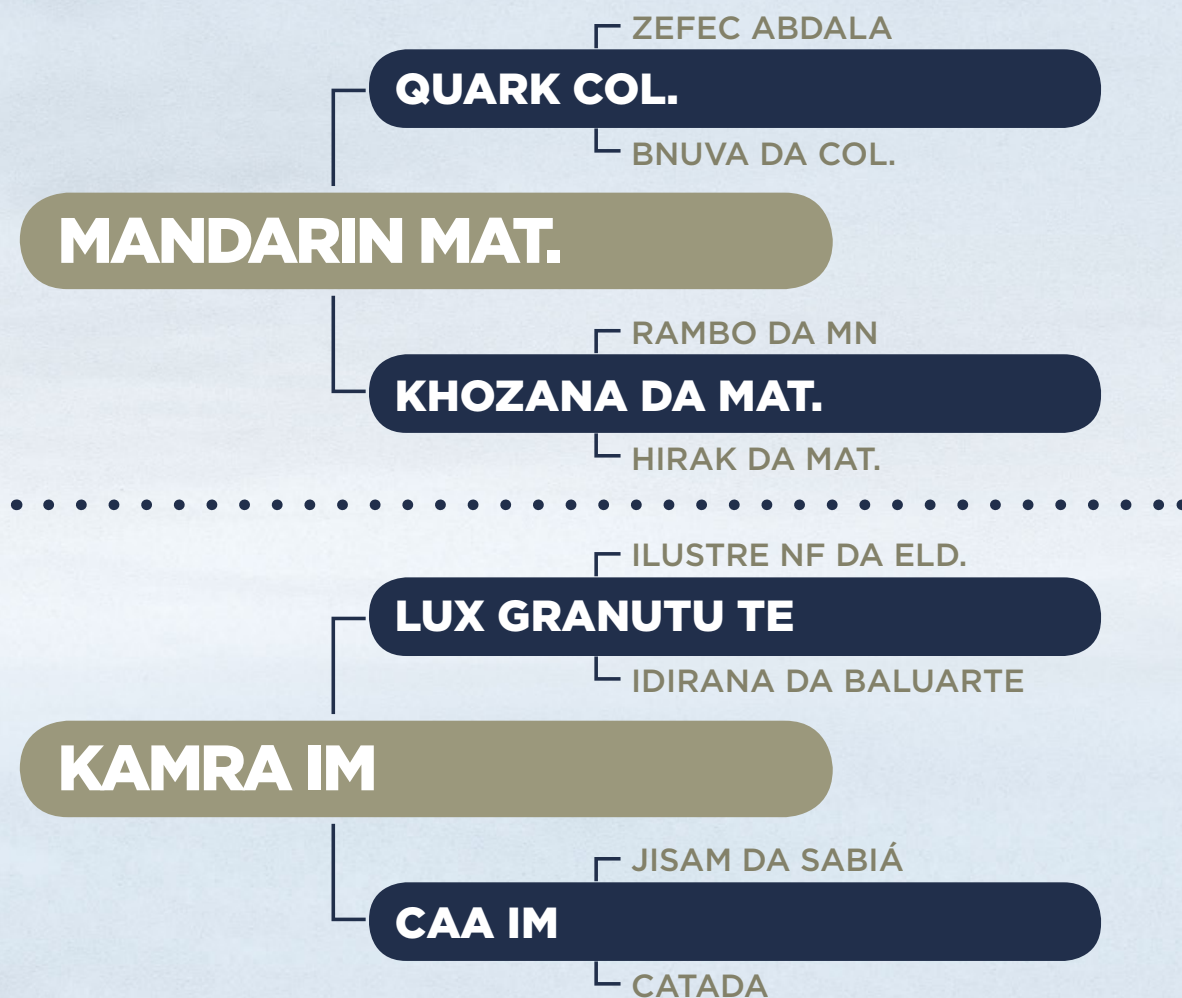 ZEFEC ABDALA
QUARK COL.
BNUVA DA COL.
MANDARIN MAT.
RAMBO DA MN
KHOZANA DA MAT.
HIRAK DA MAT.
ILUSTRE NF DA ELD.
LUX GRANUTU TE
IDIRANA DA BALUARTE
KAMRA IM
JISAM DA SABIÁ
CAA IM
CATADA